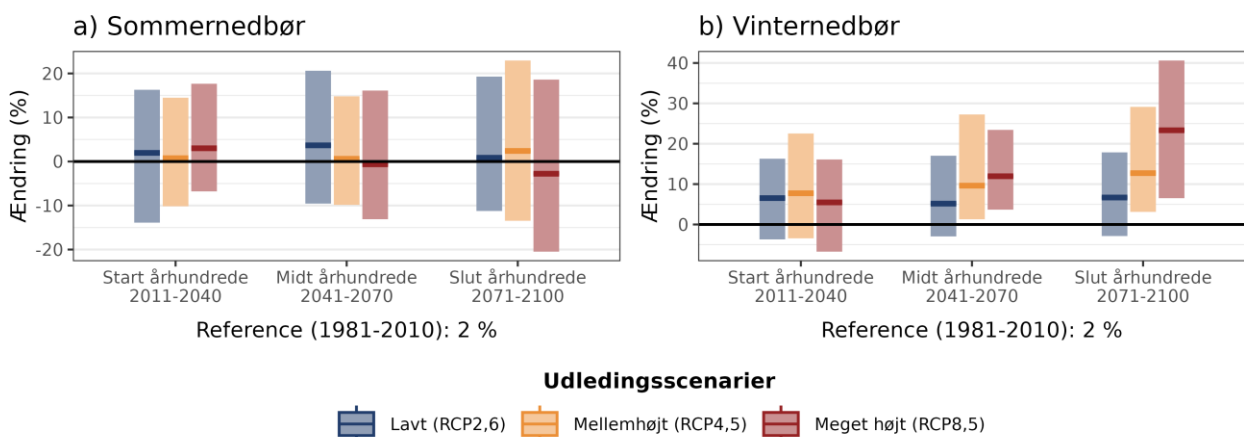 a) Sommernedbør
Ændring (%)
20
10
0
-10
-20
Start århundrede
2011-2040
Midt århundrede
2041-2070
Slut århundrede
2071-2100
Reference (1981-2010): 2 %
b) Vinternedbør
Ændring (%)
40
30
20
10
0
Start århundrede
2011-2040
Midt århundrede
2041-2070
Slut århundrede
2071-2100
Reference (1981-2010): 2 %
Udledingsscenarier
Lavt (RCP2,6)
Mellemhøjt (RCP4,5)
Meget højt (RCP8,5)